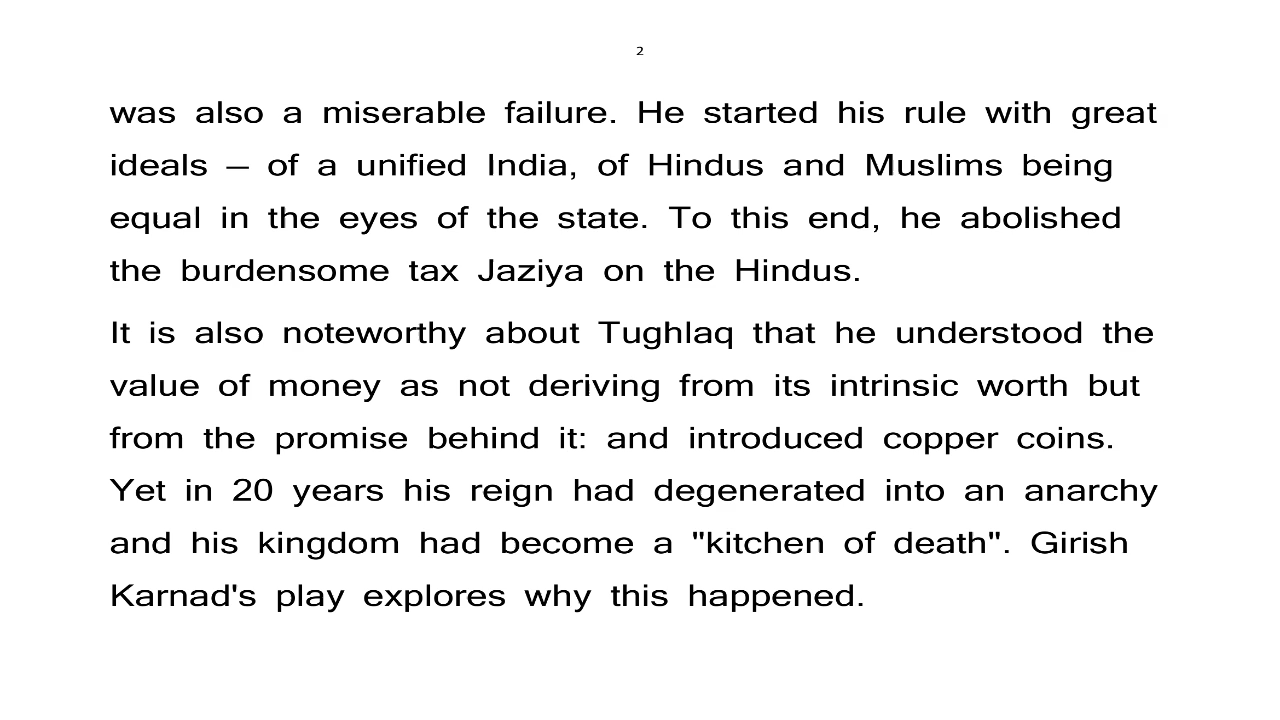 2
was also a miserable failure. He started his rule with great
ideals – of a unified India, of Hindus and Muslims being
equal in the eyes of the state. To this end, he abolished
the burdensome tax Jaziya on the Hindus.
It is also noteworthy about Tughlaq that he understood the
value of money as not deriving from its intrinsic worth but
from the promise behind it: and introduced copper coins.
Yet in 20 years his reign had degenerated into an anarchy
and his kingdom had become a "kitchen of death". Girish
Karnad's play explores why this happened.